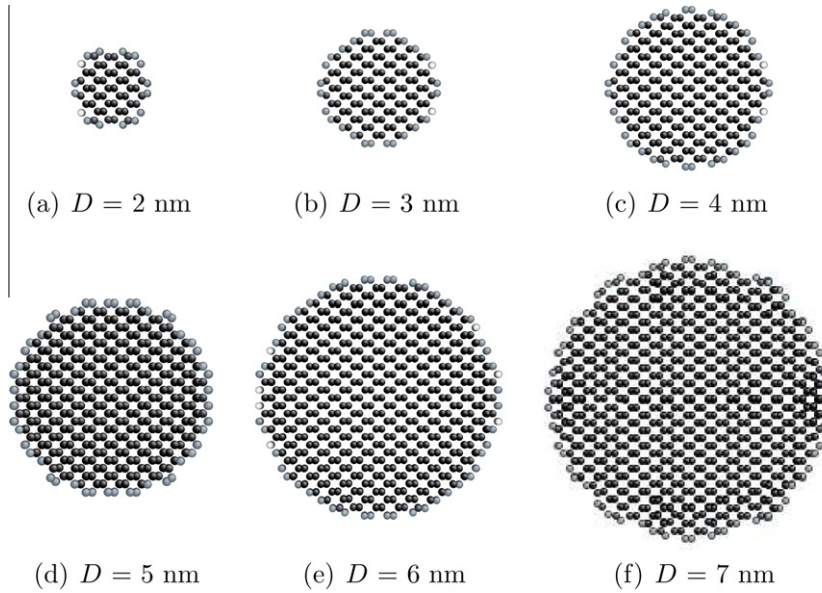 (a) D = 2 nm
(b) D = 3 nm
(c) D = 4 nm
(d) D = 5 nm
(e) D = 6 nm
(f) D = 7 nm